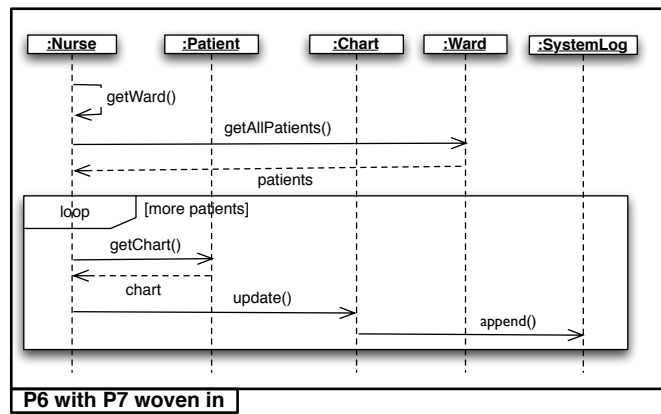 :Nurse :Patient :Chart :Ward :SystemLog
getWard()
getAllPatients()
patients
loop [more patients]
getChart()
chart
update()
append()
P6 with P7 woven in